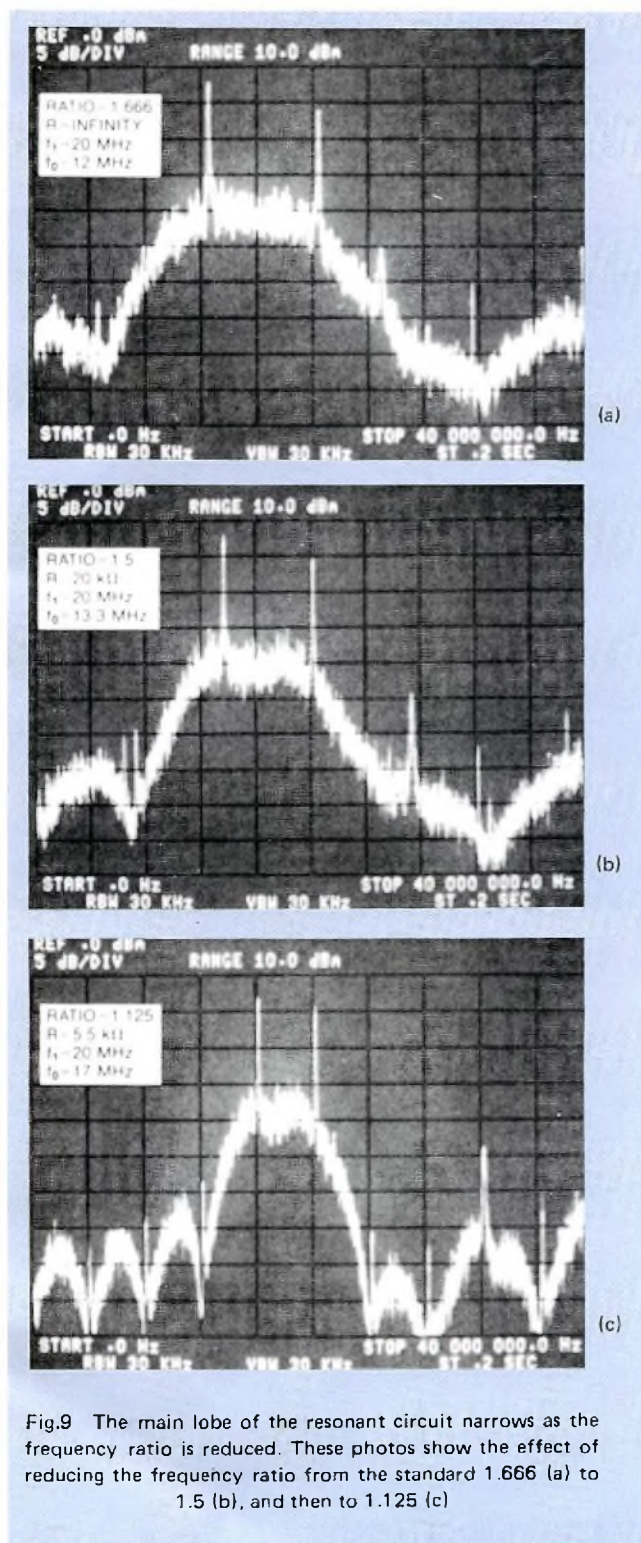 REF .0 dBm
5 dB/DIV RANGE 10.0 dBm
RATIO-1.666
R-INFINITY
f₁-20 MHz
f₀-12 MHz
START .0 Hz STOP 40 000 000.0 Hz
RBW 30 KHz VBW 30 KHz ST .2 SEC
(a)
REF .0 dBm
5 dB/DIV RANGE 10.0 dBm
RATIO-1.5
R-20 kΩ
f₁-20 MHz
f₀-13.3 MHz
START .0 Hz STOP 40 000 000.0 Hz
RBW 30 KHz VBW 30 KHz ST .2 SEC
(b)
REF .0 dBm
5 dB/DIV RANGE 10.0 dBm
RATIO-1.125
R-5.5 kΩ
f₁-20 MHz
f₀-17 MHz
START .0 Hz STOP 40 000 000.0 Hz
RBW 30 KHz VBW 30 KHz ST .2 SEC
(c)
Fig.9 The main lobe of the resonant circuit narrows as the
frequency ratio is reduced. These photos show the effect of
reducing the frequency ratio from the standard 1.666 (a) to
1.5 (b), and then to 1.125 (c)